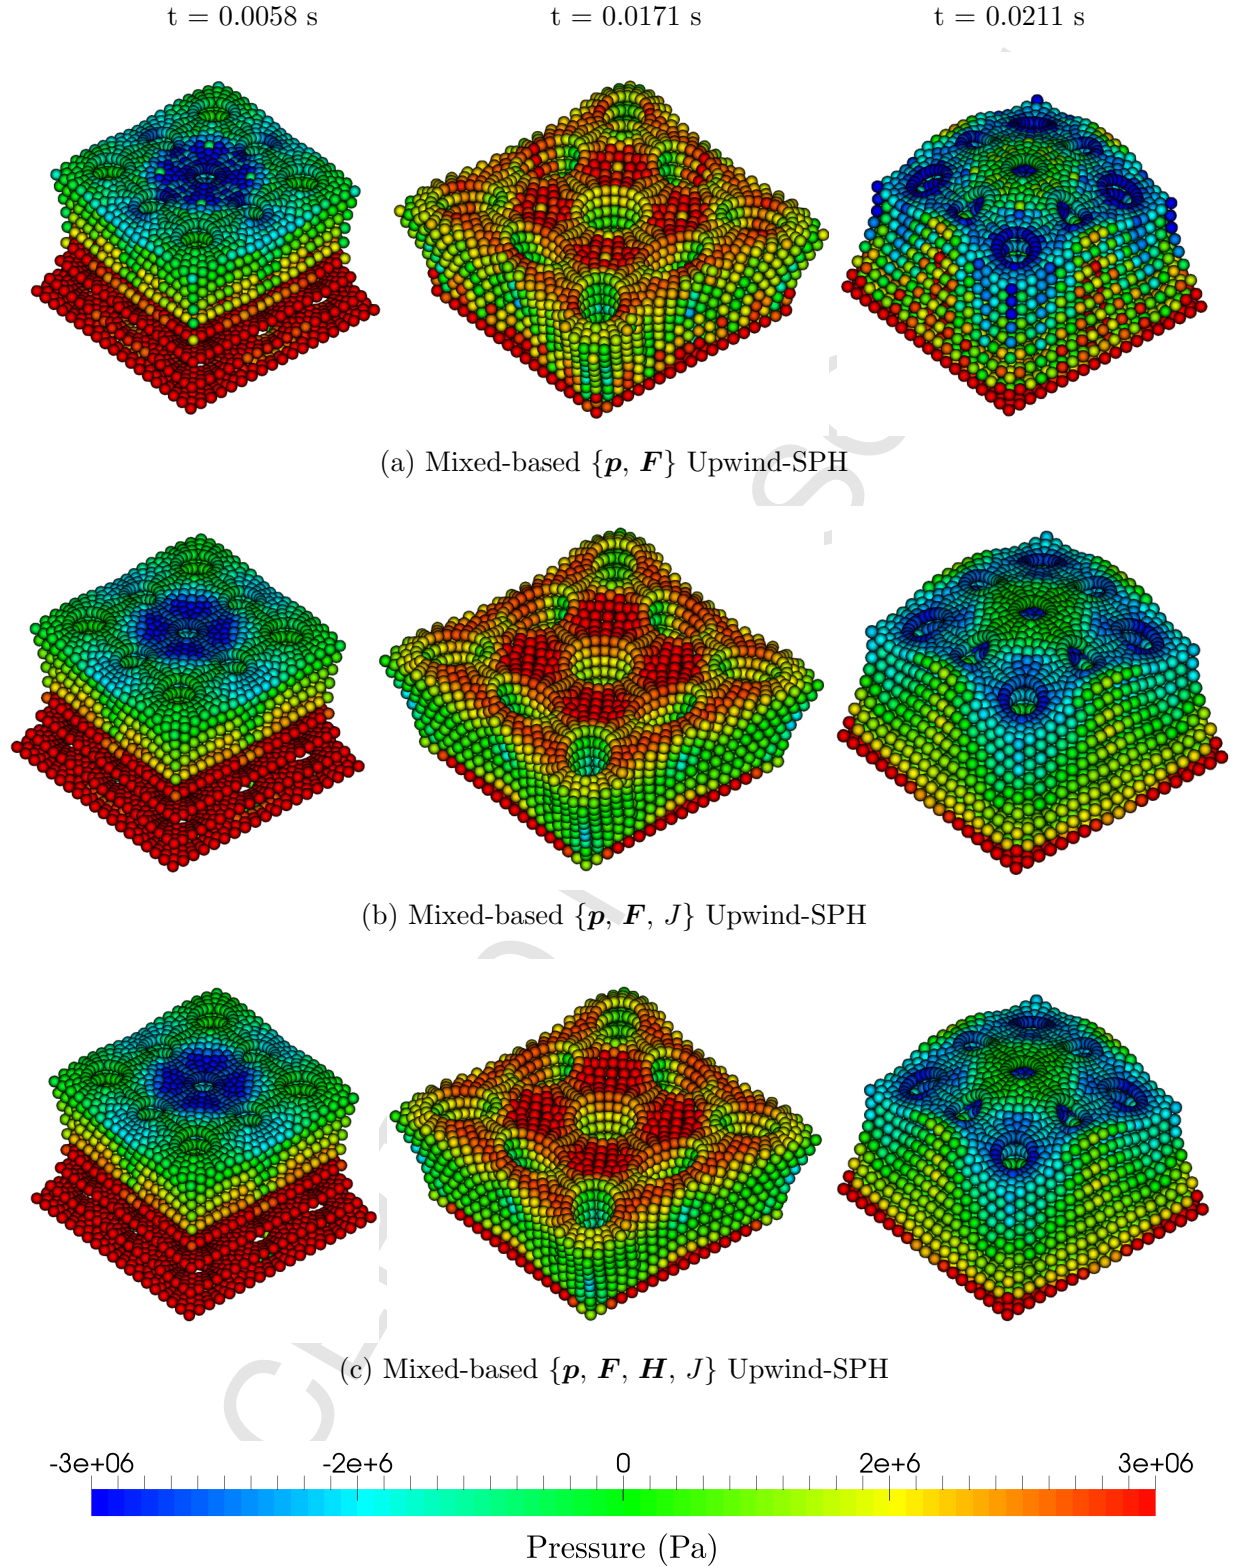 t = 0.0058 s t = 0.0171 s t = 0.0211 s
(a) Mixed-based {p, F} Upwind-SPH
(b) Mixed-based {p, F, J} Upwind-SPH
(c) Mixed-based {p, F, H, J} Upwind-SPH
-3e+06 -2e+6 0 2e+6 3e+06
Pressure (Pa)